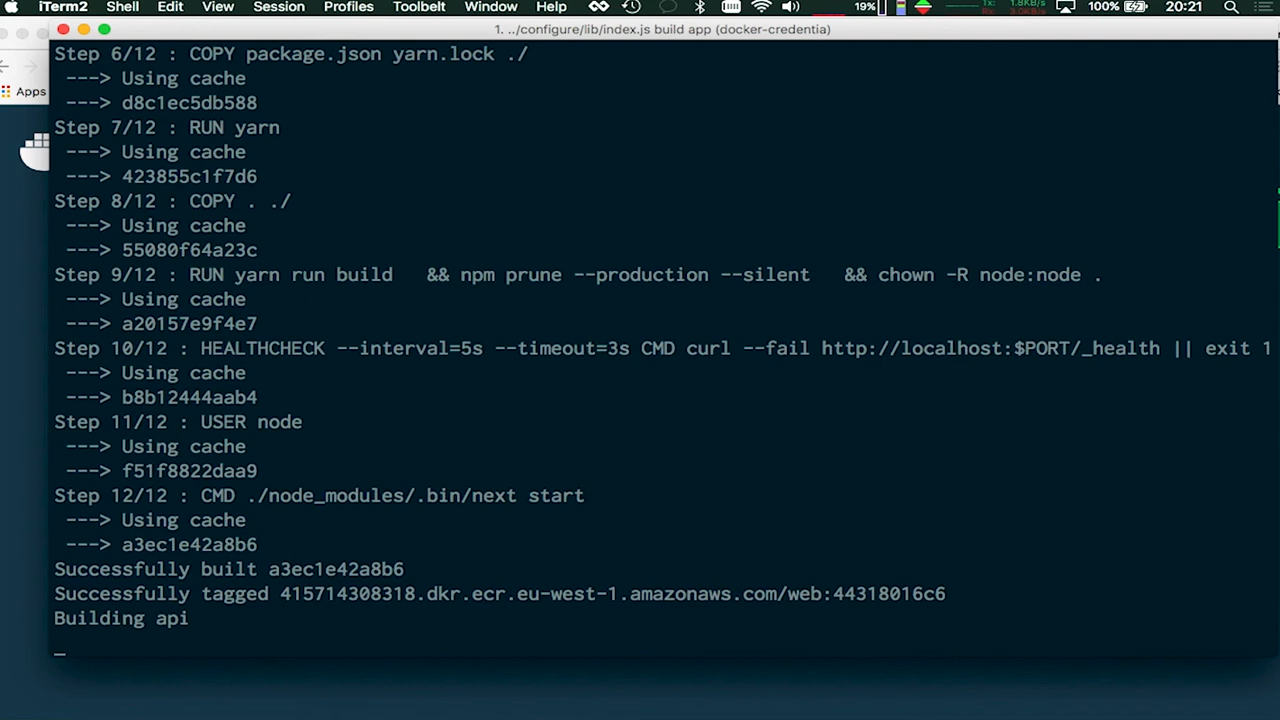 iTerm2 Shell Edit View Session Profiles Toolbelt Window Help 19% 1x: 1.8KB/s 100% 20:21
Rx: 3.0KB/s
1. ../configure/lib/index.js build app (docker-credentia)
Apps
Step 6/12 : COPY package.json yarn.lock ./
---> Using cache
---> d8c1ec5db588
Step 7/12 : RUN yarn
---> Using cache
---> 423855c1f7d6
Step 8/12 : COPY . ./
---> Using cache
---> 55080f64a23c
Step 9/12 : RUN yarn run build && npm prune --production --silent && chown -R node:node .
---> Using cache
---> a20157e9f4e7
Step 10/12 : HEALTHCHECK --interval=5s --timeout=3s CMD curl --fail http://localhost:$PORT/_health || exit 1
---> Using cache
---> b8b12444aab4
Step 11/12 : USER node
---> Using cache
---> f51f8822daa9
Step 12/12 : CMD ./node_modules/.bin/next start
---> Using cache
---> a3ec1e42a8b6
Successfully built a3ec1e42a8b6
Successfully tagged 415714308318.dkr.ecr.eu-west-1.amazonaws.com/web:44318016c6
Building api